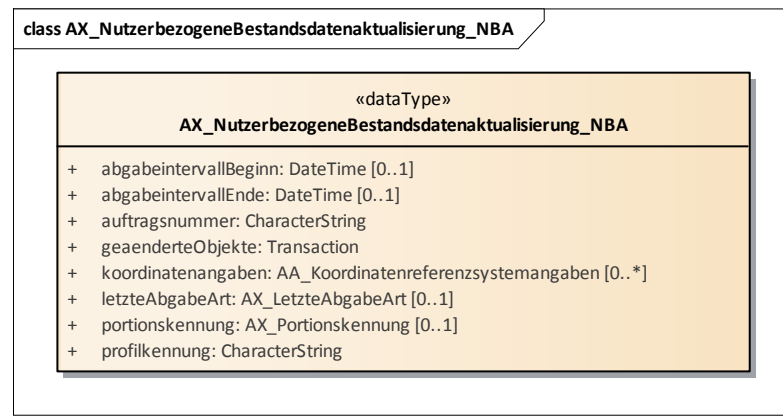 class AX_NutzerbezogeneBestandsdatenaktualisierung_NBA
«dataType»
AX_NutzerbezogeneBestandsdatenaktualisierung_NBA
+ abgabeintervallBeginn: DateTime [0..1]
+ abgabeintervallEnde: DateTime [0..1]
+ auftragsnummer: CharacterString
+ geaenderteObjekte: Transaction
+ koordinatenangaben: AA_Koordinatenreferenzsystemangaben [0..*]
+ letzteAbgabeArt: AX_LetzteAbgabeArt [0..1]
+ portionskennung: AX_Portionskennung [0..1]
+ profilkennung: CharacterString